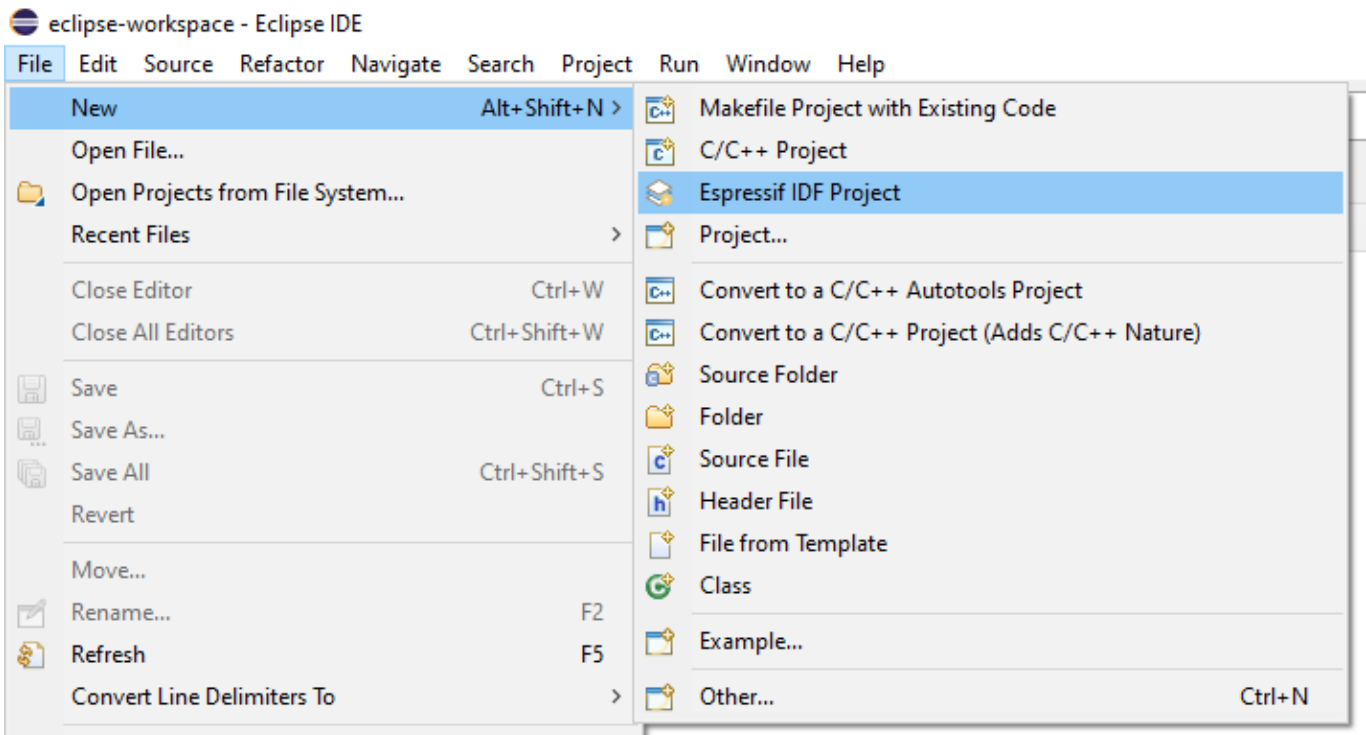 eclipse-workspace - Eclipse IDE
File Edit Source Refactor Navigate Search Project Run Window Help
New Alt+Shift+N >
Open File...
Open Projects from File System...
Recent Files >
Close Editor Ctrl+W
Close All Editors Ctrl+Shift+W
Save Ctrl+S
Save As...
Save All Ctrl+Shift+S
Revert
Move...
Rename... F2
Refresh F5
Convert Line Delimiters To >
Makefile Project with Existing Code
C/C++ Project
Espressif IDF Project
Project...
Convert to a C/C++ Autotools Project
Convert to a C/C++ Project (Adds C/C++ Nature)
Source Folder
Folder
Source File
Header File
File from Template
Class
Example...
Other... Ctrl+N